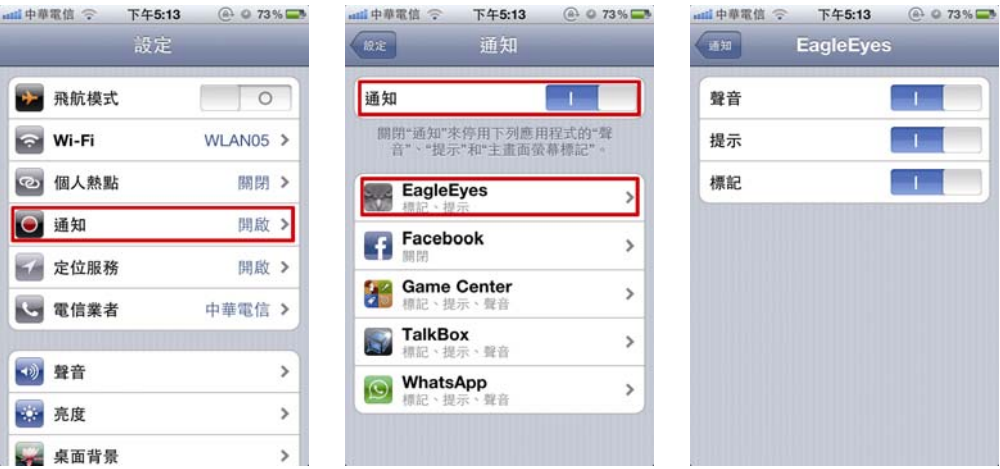 中華電信 下午5:13 73%
設定
飛航模式
Wi-Fi WLAN05
個人熱點 關閉
通知 開啟
定位服務 開啟
電信業者 中華電信
聲音
亮度
桌面背景
中華電信 下午5:13 73%
設定 通知
通知
關閉“通知”來停用下列應用程式的“聲
音”、“提示”和“主畫面螢幕標記”。
EagleEyes
標記、提示
Facebook
關閉
Game Center
標記、提示、聲音
TalkBox
標記、提示、聲音
WhatsApp
標記、提示、聲音
中華電信 下午5:13 73%
通知 EagleEyes
聲音
提示
標記